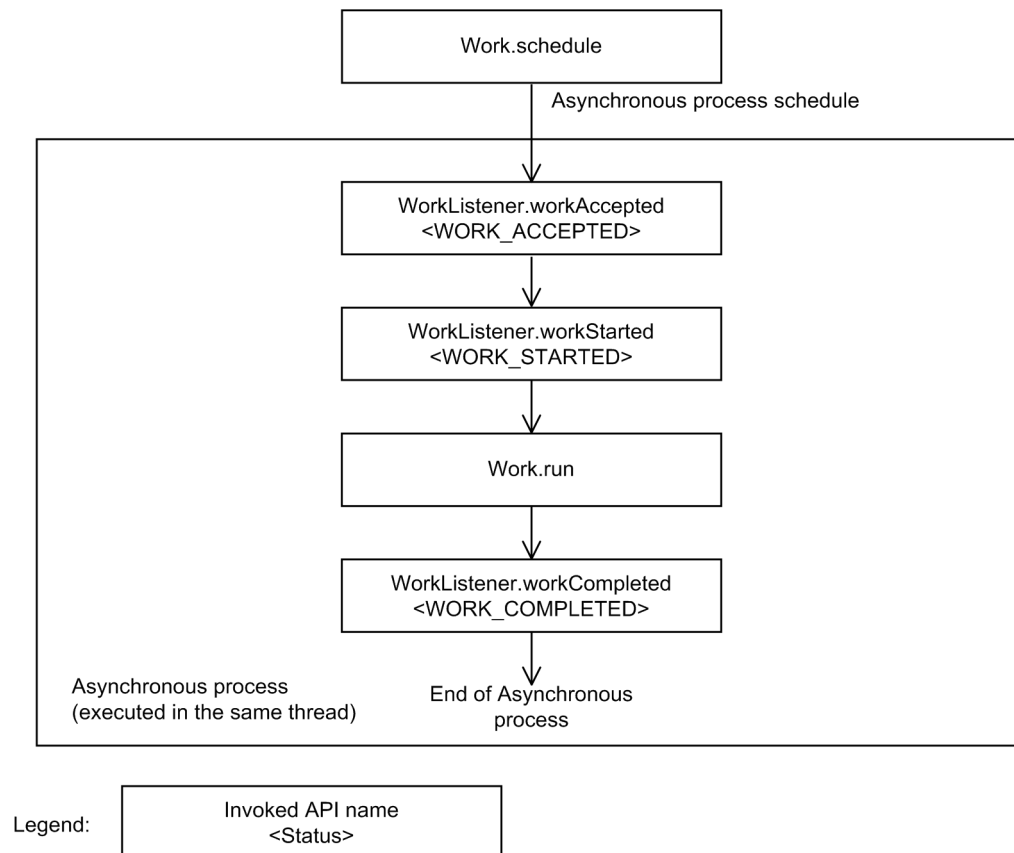 Work.schedule
Asynchronous process schedule
WorkListener.workAccepted
<WORK_ACCEPTED>
WorkListener.workStarted
<WORK_STARTED>
Work.run
WorkListener.workCompleted
<WORK_COMPLETED>
End of Asynchronous
process
Asynchronous process
(executed in the same thread)
Legend:
Invoked API name
<Status>